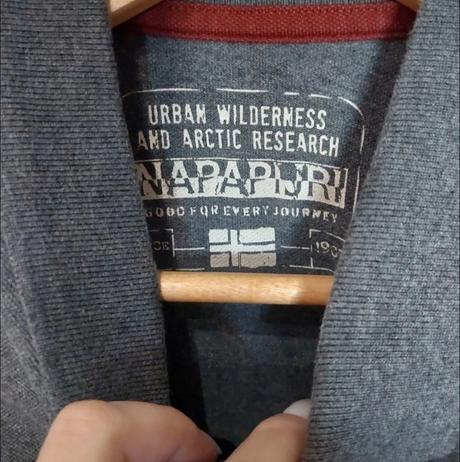 URBAN WILDERNESS
AND ARCTIC RESEARCH
NAPAPIJRI
GOOD FOR EVERY JOURNEY